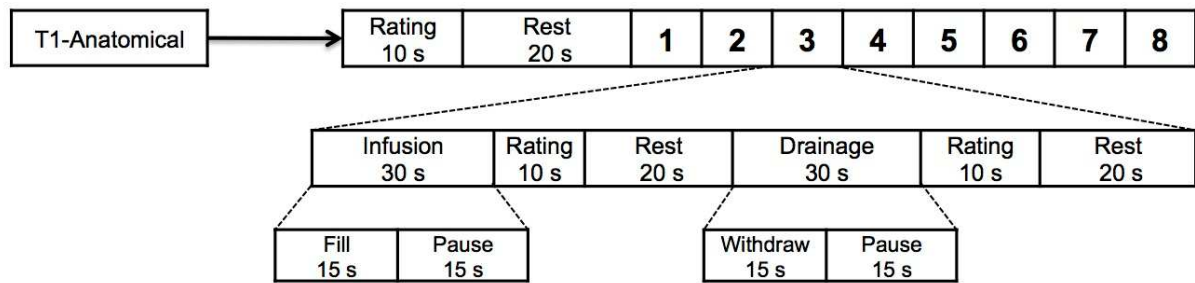 T1-Anatomical
Rating
10 s
Rest
20 s
1 2 3 4 5 6 7 8
Infusion
30 s
Rating
10 s
Rest
20 s
Drainage
30 s
Rating
10 s
Rest
20 s
Fill
15 s
Pause
15 s
Withdraw
15 s
Pause
15 s